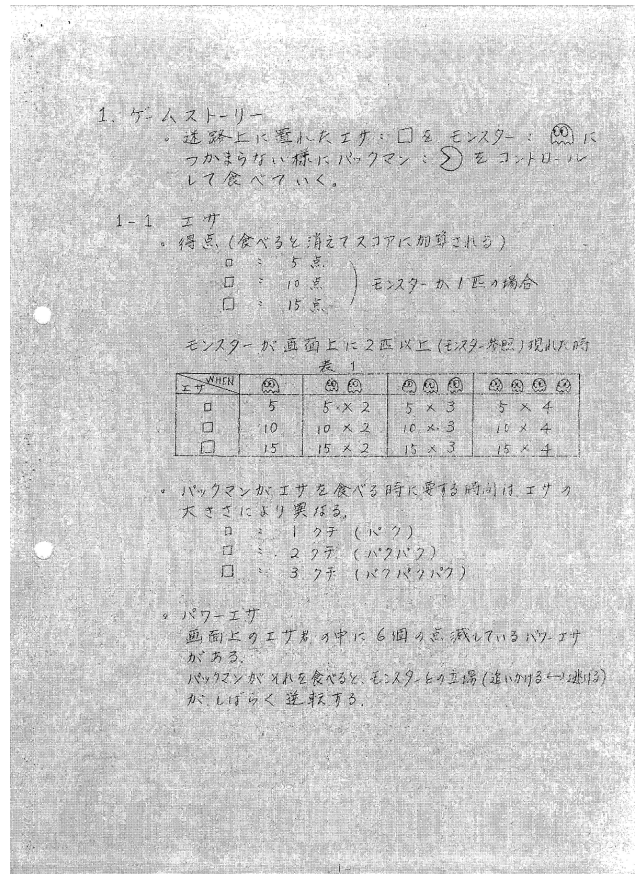 1. ゲームストーリー
。道路上に置れたエサ：□を モンスター： に
つかまらない様にパックマン： をコントロール
して食べていく。
1-1 エサ
。得点（食べると消えてスコアに加算される）
□ : 5点
□ : 10点
□ : 15点
モンスターが1匹の場合
モンスターが画面上に2匹以上（モンスター参照）現れた時
表1
エサ WHEN
□ 5 5×2 5×3 5×4
□ 10 10×2 10×3 10×4
□ 15 15×2 15×3 15×4
。パックマンがエサを食べる時に要する時間は、エサの
大きさにより異なる。
□ : 1クチ（パク）
□ : 2クチ（パクパク）
□ : 3クチ（パクパクパク）
。パワーエサ
画面上のエサ の中に6個の点滅しているパワーエサ
がある。
パックマンがそれを食べると、モンスターとの立場（追いかける↔逃げる）
が、しばらく逆転する。
-1-